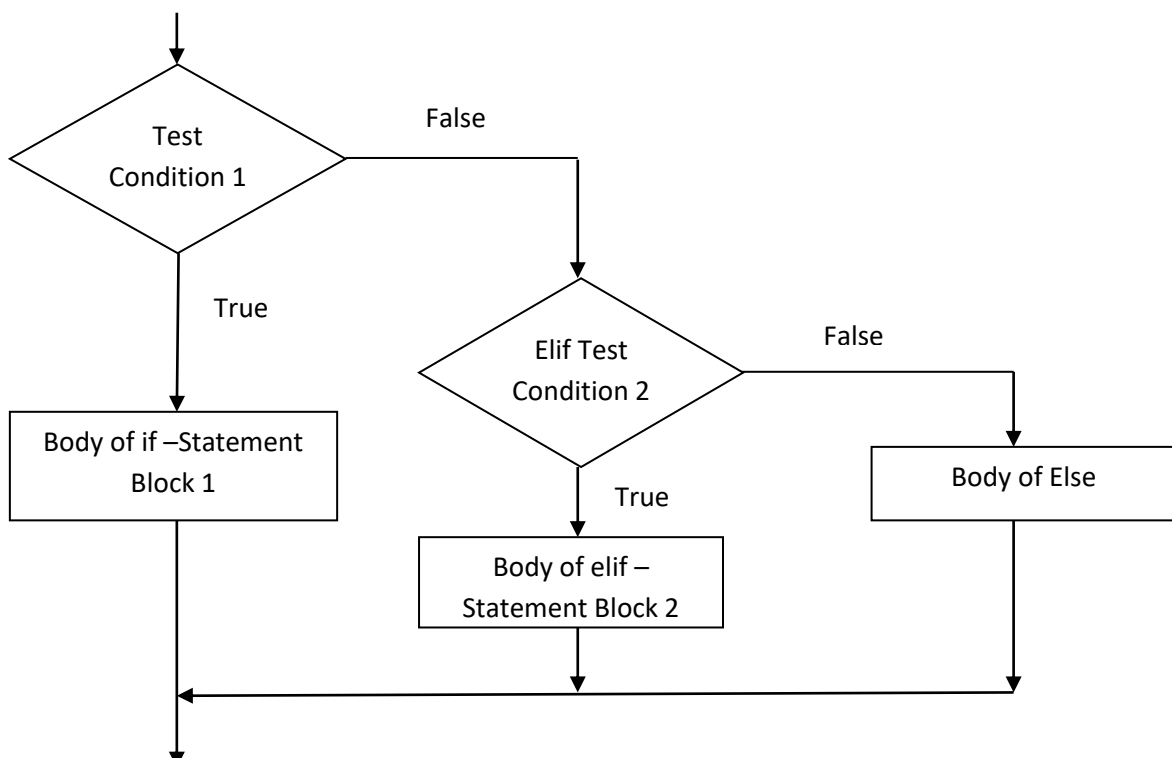 Test
Condition 1
False
True
Elif Test
Condition 2
False
Body of if –Statement
Block 1
Body of Else
True
Body of elif –
Statement Block 2